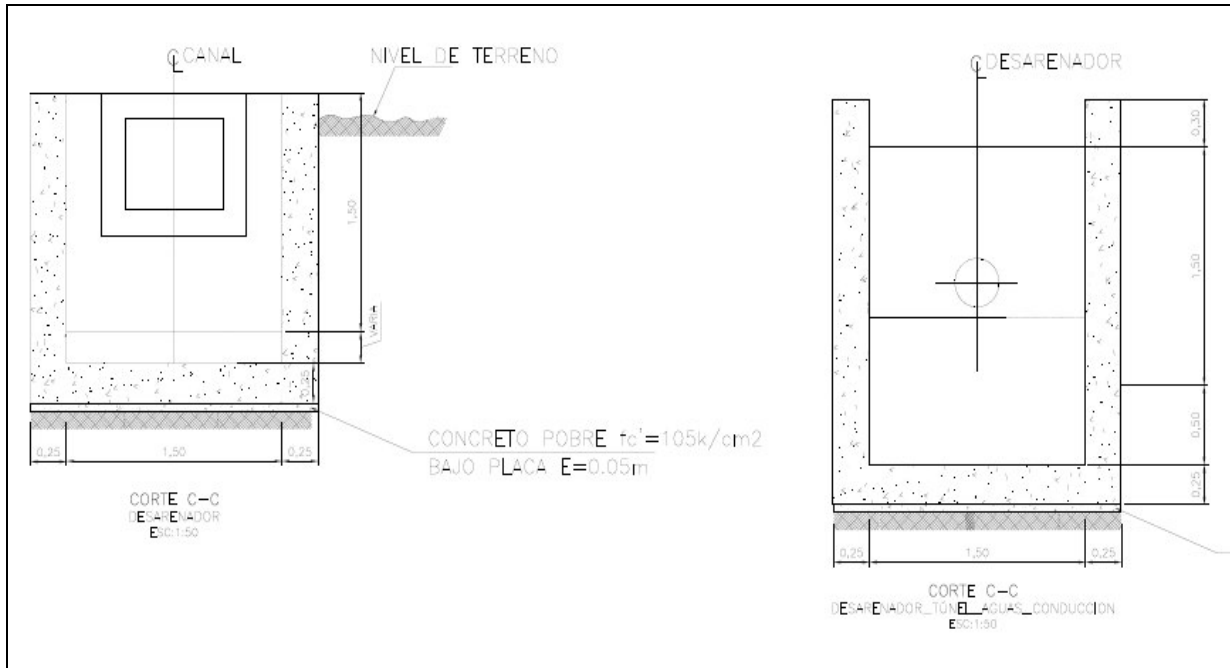 ℄ CANAL
NIVEL DE TERRENO
1,50
VARIA
0.25
CONCRETO POBRE fc'=105k/cm2
BAJO PLACA E=0.05m
0,25
1,50
0,25
CORTE C-C
DESARENADOR
ESC:1:50
℄ DESARENADOR
0,30
1,50
0,50
0,25
0,25
1,50
0,25
CORTE C-C
DESARENADOR_TÚNEL_AGUAS_CONDUCCION
ESC:1:50